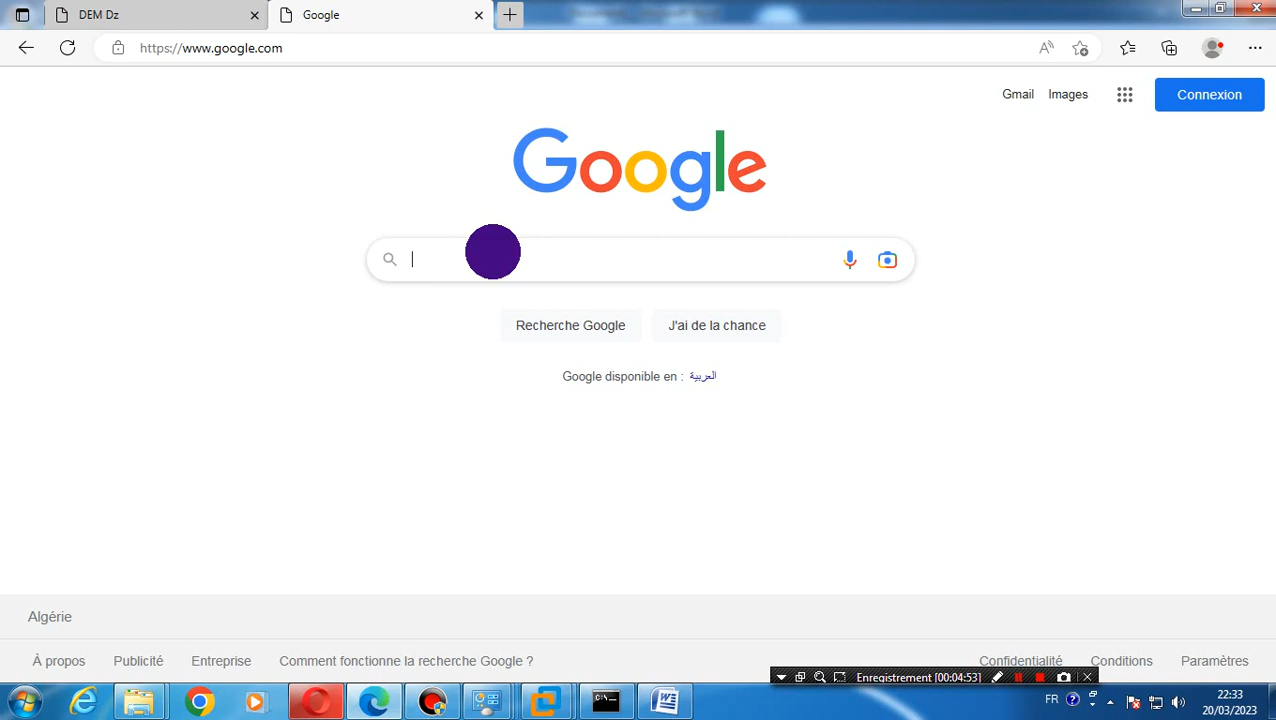 DEM Dz
Google
https://www.google.com
Gmail Images Connexion
Google
Recherche Google J'ai de la chance
Google disponible en : العربية
Algérie
À propos Publicité Entreprise Comment fonctionne la recherche Google ? Confidentialité Conditions Paramètres
Enregistrement [00:04:53]
FR 22:33
20/03/2023